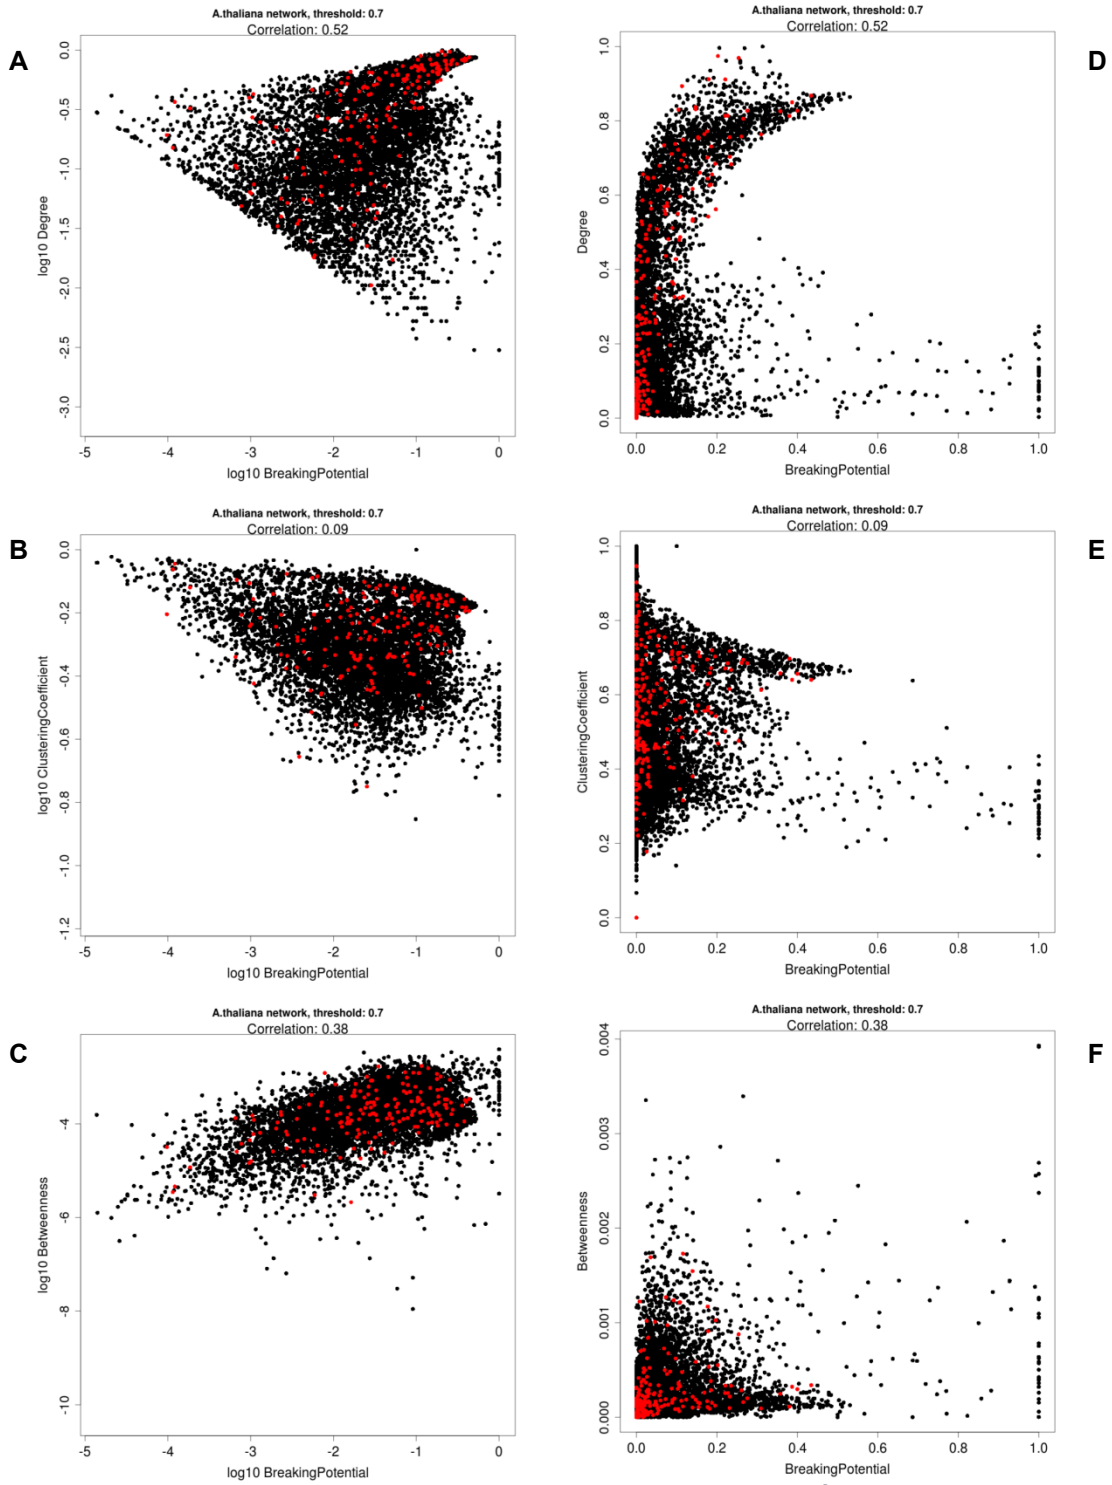 A.thaliana network, threshold: 0.7
Correlation: 0.52
A
0.0
-0.5
-1.0
-1.5
-2.0
-2.5
-3.0
log10 Degree
-5 -4 -3 -2 -1 0
log10 BreakingPotential
A.thaliana network, threshold: 0.7
Correlation: 0.52
D
1.0
0.8
0.6
0.4
0.2
0.0
Degree
0.0 0.2 0.4 0.6 0.8 1.0
BreakingPotential
A.thaliana network, threshold: 0.7
Correlation: 0.09
B
0.0
-0.2
-0.4
-0.6
-0.8
-1.0
-1.2
log10 ClusteringCoefficient
-5 -4 -3 -2 -1 0
log10 BreakingPotential
A.thaliana network, threshold: 0.7
Correlation: 0.09
E
1.0
0.8
0.6
0.4
0.2
0.0
ClusteringCoefficient
0.0 0.2 0.4 0.6 0.8 1.0
BreakingPotential
A.thaliana network, threshold: 0.7
Correlation: 0.38
C
-4
-6
-8
-10
log10 Betweenness
-5 -4 -3 -2 -1 0
log10 BreakingPotential
A.thaliana network, threshold: 0.7
Correlation: 0.38
F
0.004
0.003
0.002
0.001
0.000
Betweenness
0.0 0.2 0.4 0.6 0.8 1.0
BreakingPotential